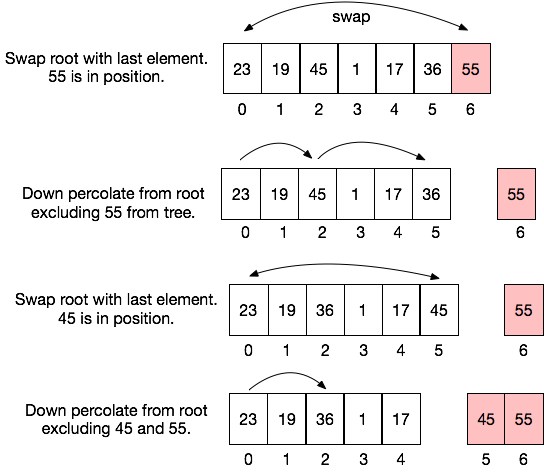 swap
Swap root with last element.
55 is in position.
23 19 45 1 17 36 55
0 1 2 3 4 5 6
Down percolate from root
excluding 55 from tree.
23 19 45 1 17 36 55
0 1 2 3 4 5 6
Swap root with last element.
45 is in position.
23 19 36 1 17 45 55
0 1 2 3 4 5 6
Down percolate from root
excluding 45 and 55.
23 19 36 1 17 45 55
0 1 2 3 4 5 6